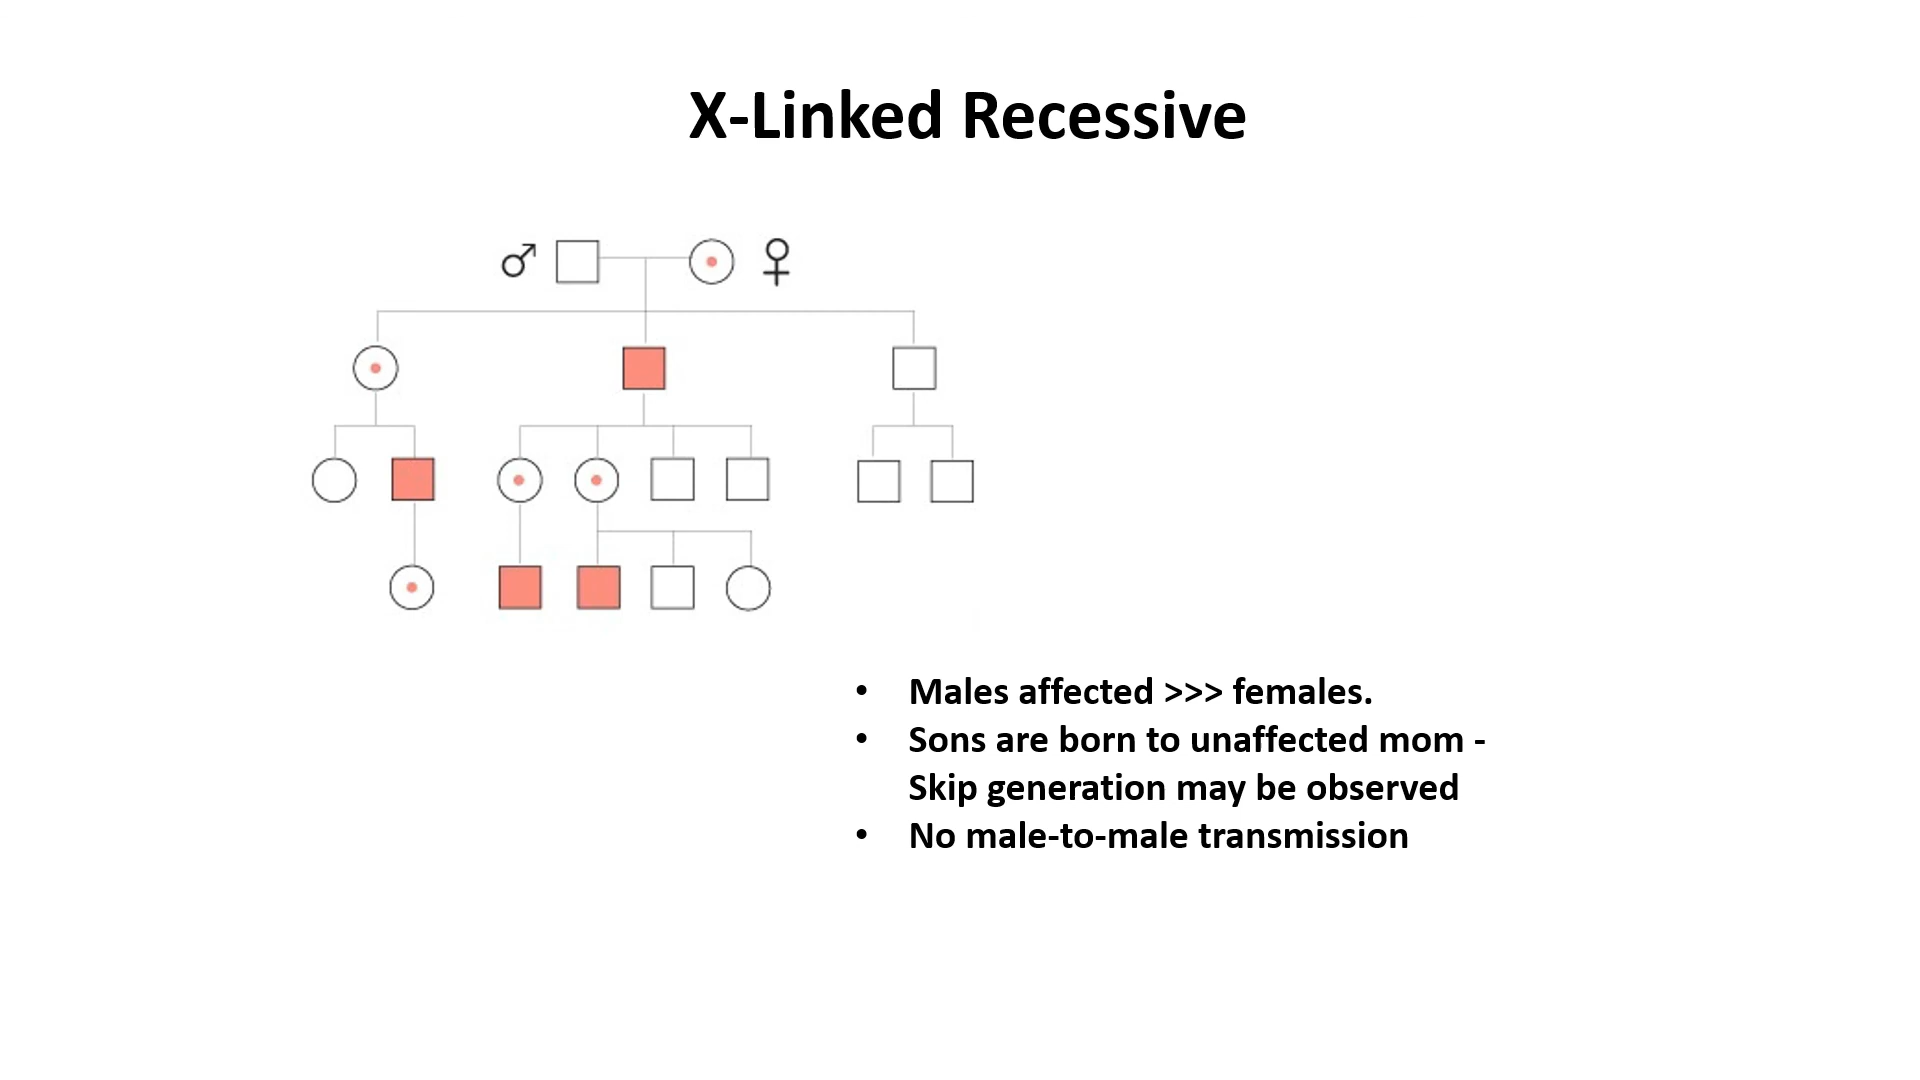 X-Linked Recessive
♂ ♀
• Males affected >>> females.
• Sons are born to unaffected mom -
Skip generation may be observed
• No male-to-male transmission